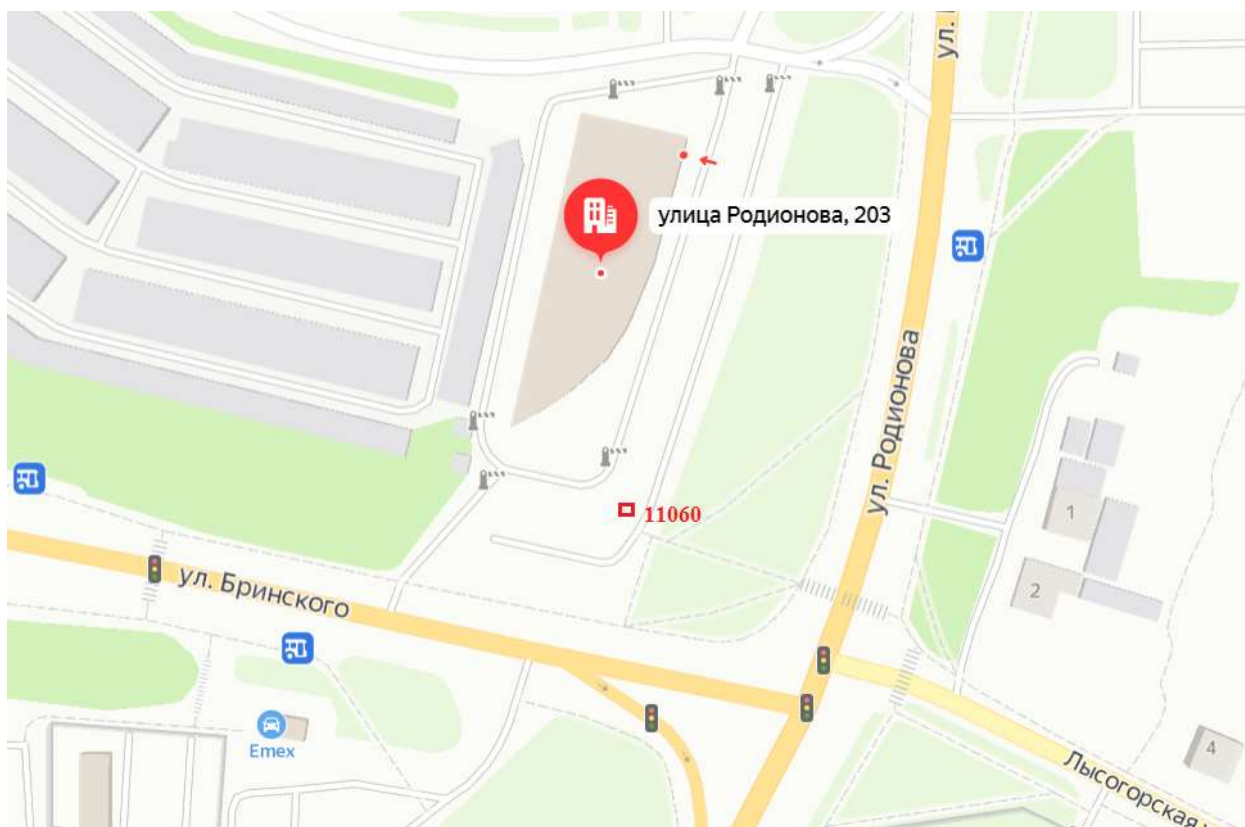 ул.
улица Родионова, 203
ул. Родионова
11060
1
2
ул. Бринского
Emex
4
Лысогорская